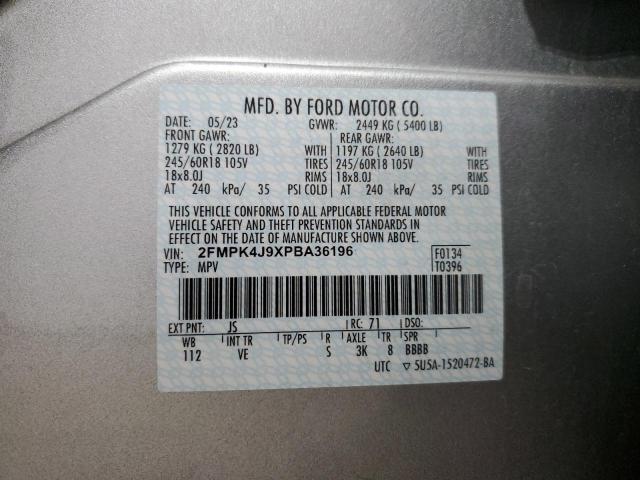 MFD. BY FORD MOTOR CO.
DATE: 05/23 GVWR: 2449 KG ( 5400 LB)
FRONT GAWR: REAR GAWR:
1279 KG ( 2820 LB) WITH 1197 KG ( 2640 LB) WITH
245/60R18 105V TIRES 245/60R18 105V TIRES
18x8.0J RIMS 18x8.0J RIMS
AT 240 kPa/ 35 PSI COLD AT 240 kPa/ 35 PSI COLD
THIS VEHICLE CONFORMS TO ALL APPLICABLE FEDERAL MOTOR
VEHICLE SAFETY AND THEFT PREVENTION STANDARDS IN
EFFECT ON THE DATE OF MANUFACTURE SHOWN ABOVE.
VIN: 2FMPK4J9XPBA36196 F0134
TYPE: MPV T0396
EXT PNT: JS RC: 71 DSO:
WB INT TR TP/PS R AXLE TR SPR
112 VE S 3K 8 BBBB
UTC ▽ 5U5A-1520472-BA